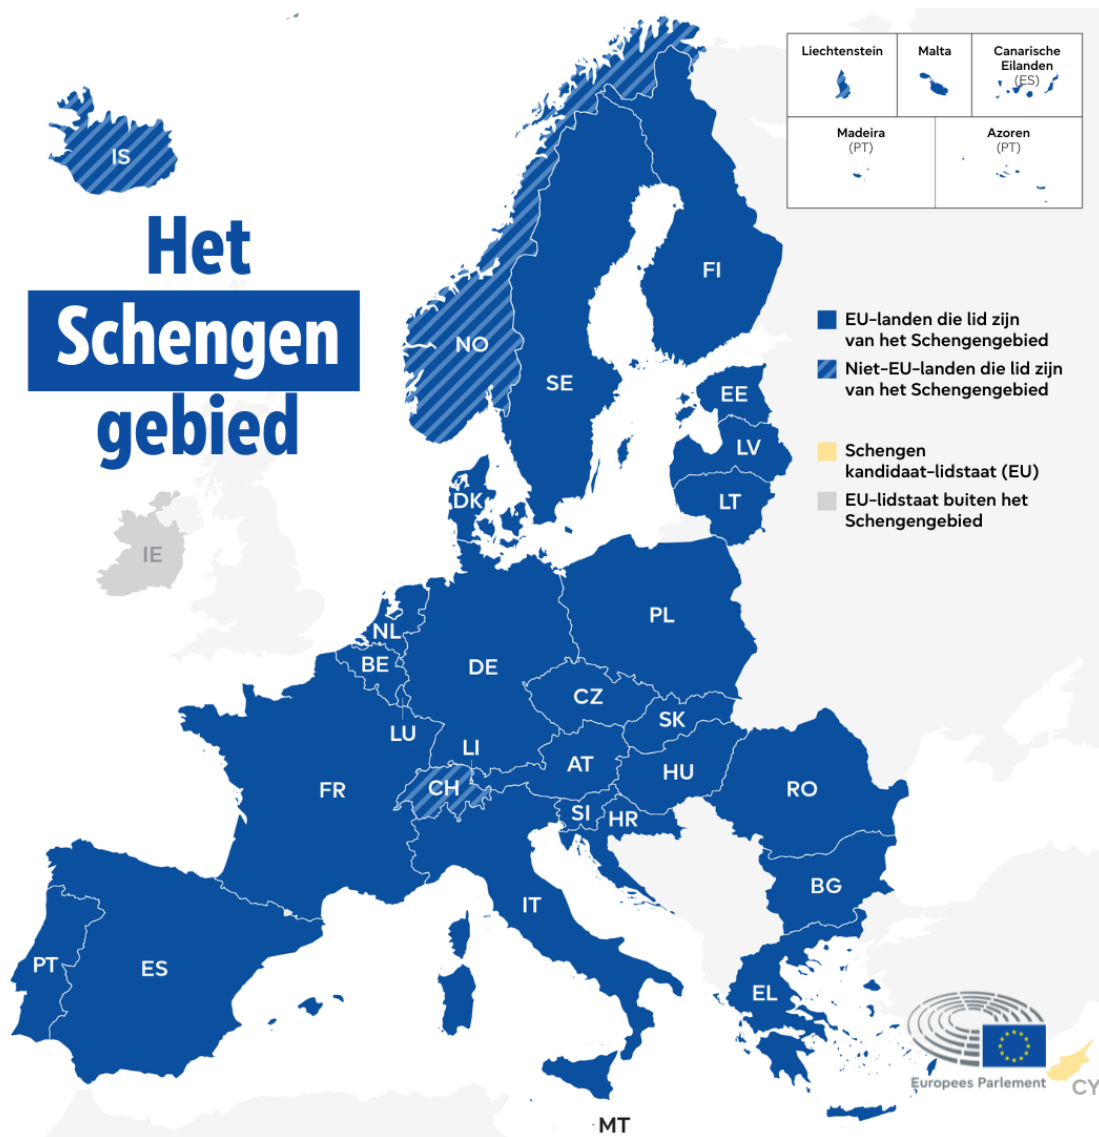 Liechtenstein
Malta
Canarische
Eilanden
(ES)
Madeira
(PT)
Azoren
(PT)
IS
Het
Schengen
gebied
FI
NO
SE
EU-landen die lid zijn
van het Schengengebied
Niet-EU-landen die lid zijn
van het Schengengebied
Schengen
kandidaat-lidstaat (EU)
EU-lidstaat buiten het
Schengengebied
EE
LV
LT
DK
IE
NL
BE
DE
PL
CZ
LU
SK
LI
AT
HU
FR
CH
RO
SI
HR
BG
IT
PT
ES
EL
Europees Parlement
CY
MT